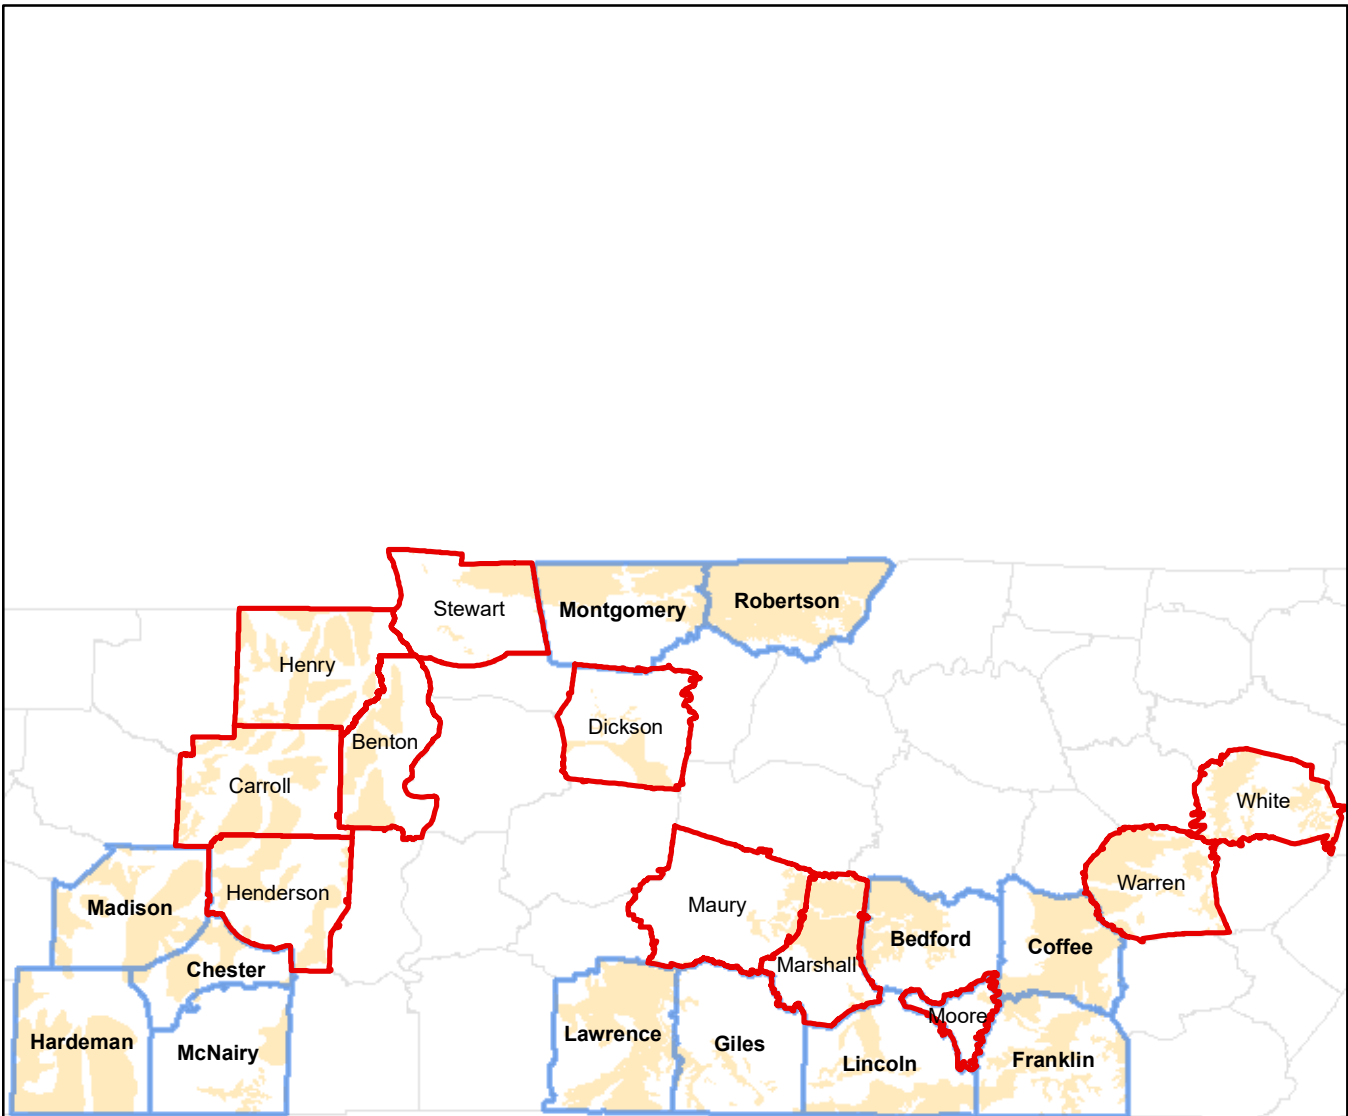 Stewart
Montgomery
Robertson
Henry
Dickson
Benton
Carroll
White
Henderson
Warren
Madison
Maury
Bedford
Coffee
Marshall
Chester
Moore
Lawrence
Hardeman
Giles
McNairy
Lincoln
Franklin